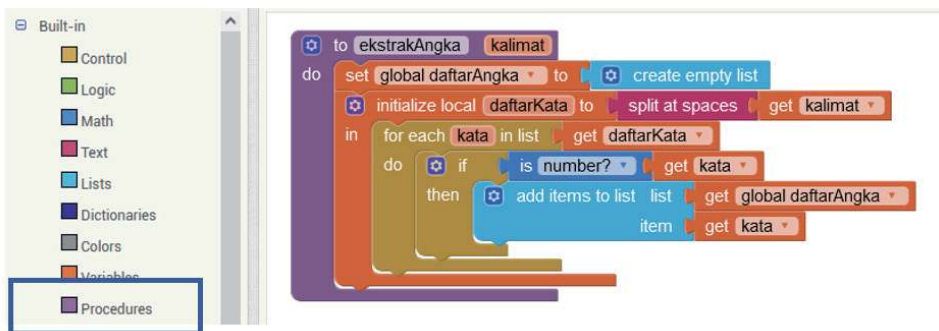 Built-in
Control
Logic
Math
Text
Lists
Dictionaries
Colors
Variables
Procedures
to ekstrakAngka kalimat
do set global daftarAngka to create empty list
initialize local daftarKata to split at spaces get kalimat
in for each kata in list get daftarKata
do if is number? get kata
then add items to list list get global daftarAngka
item get kata